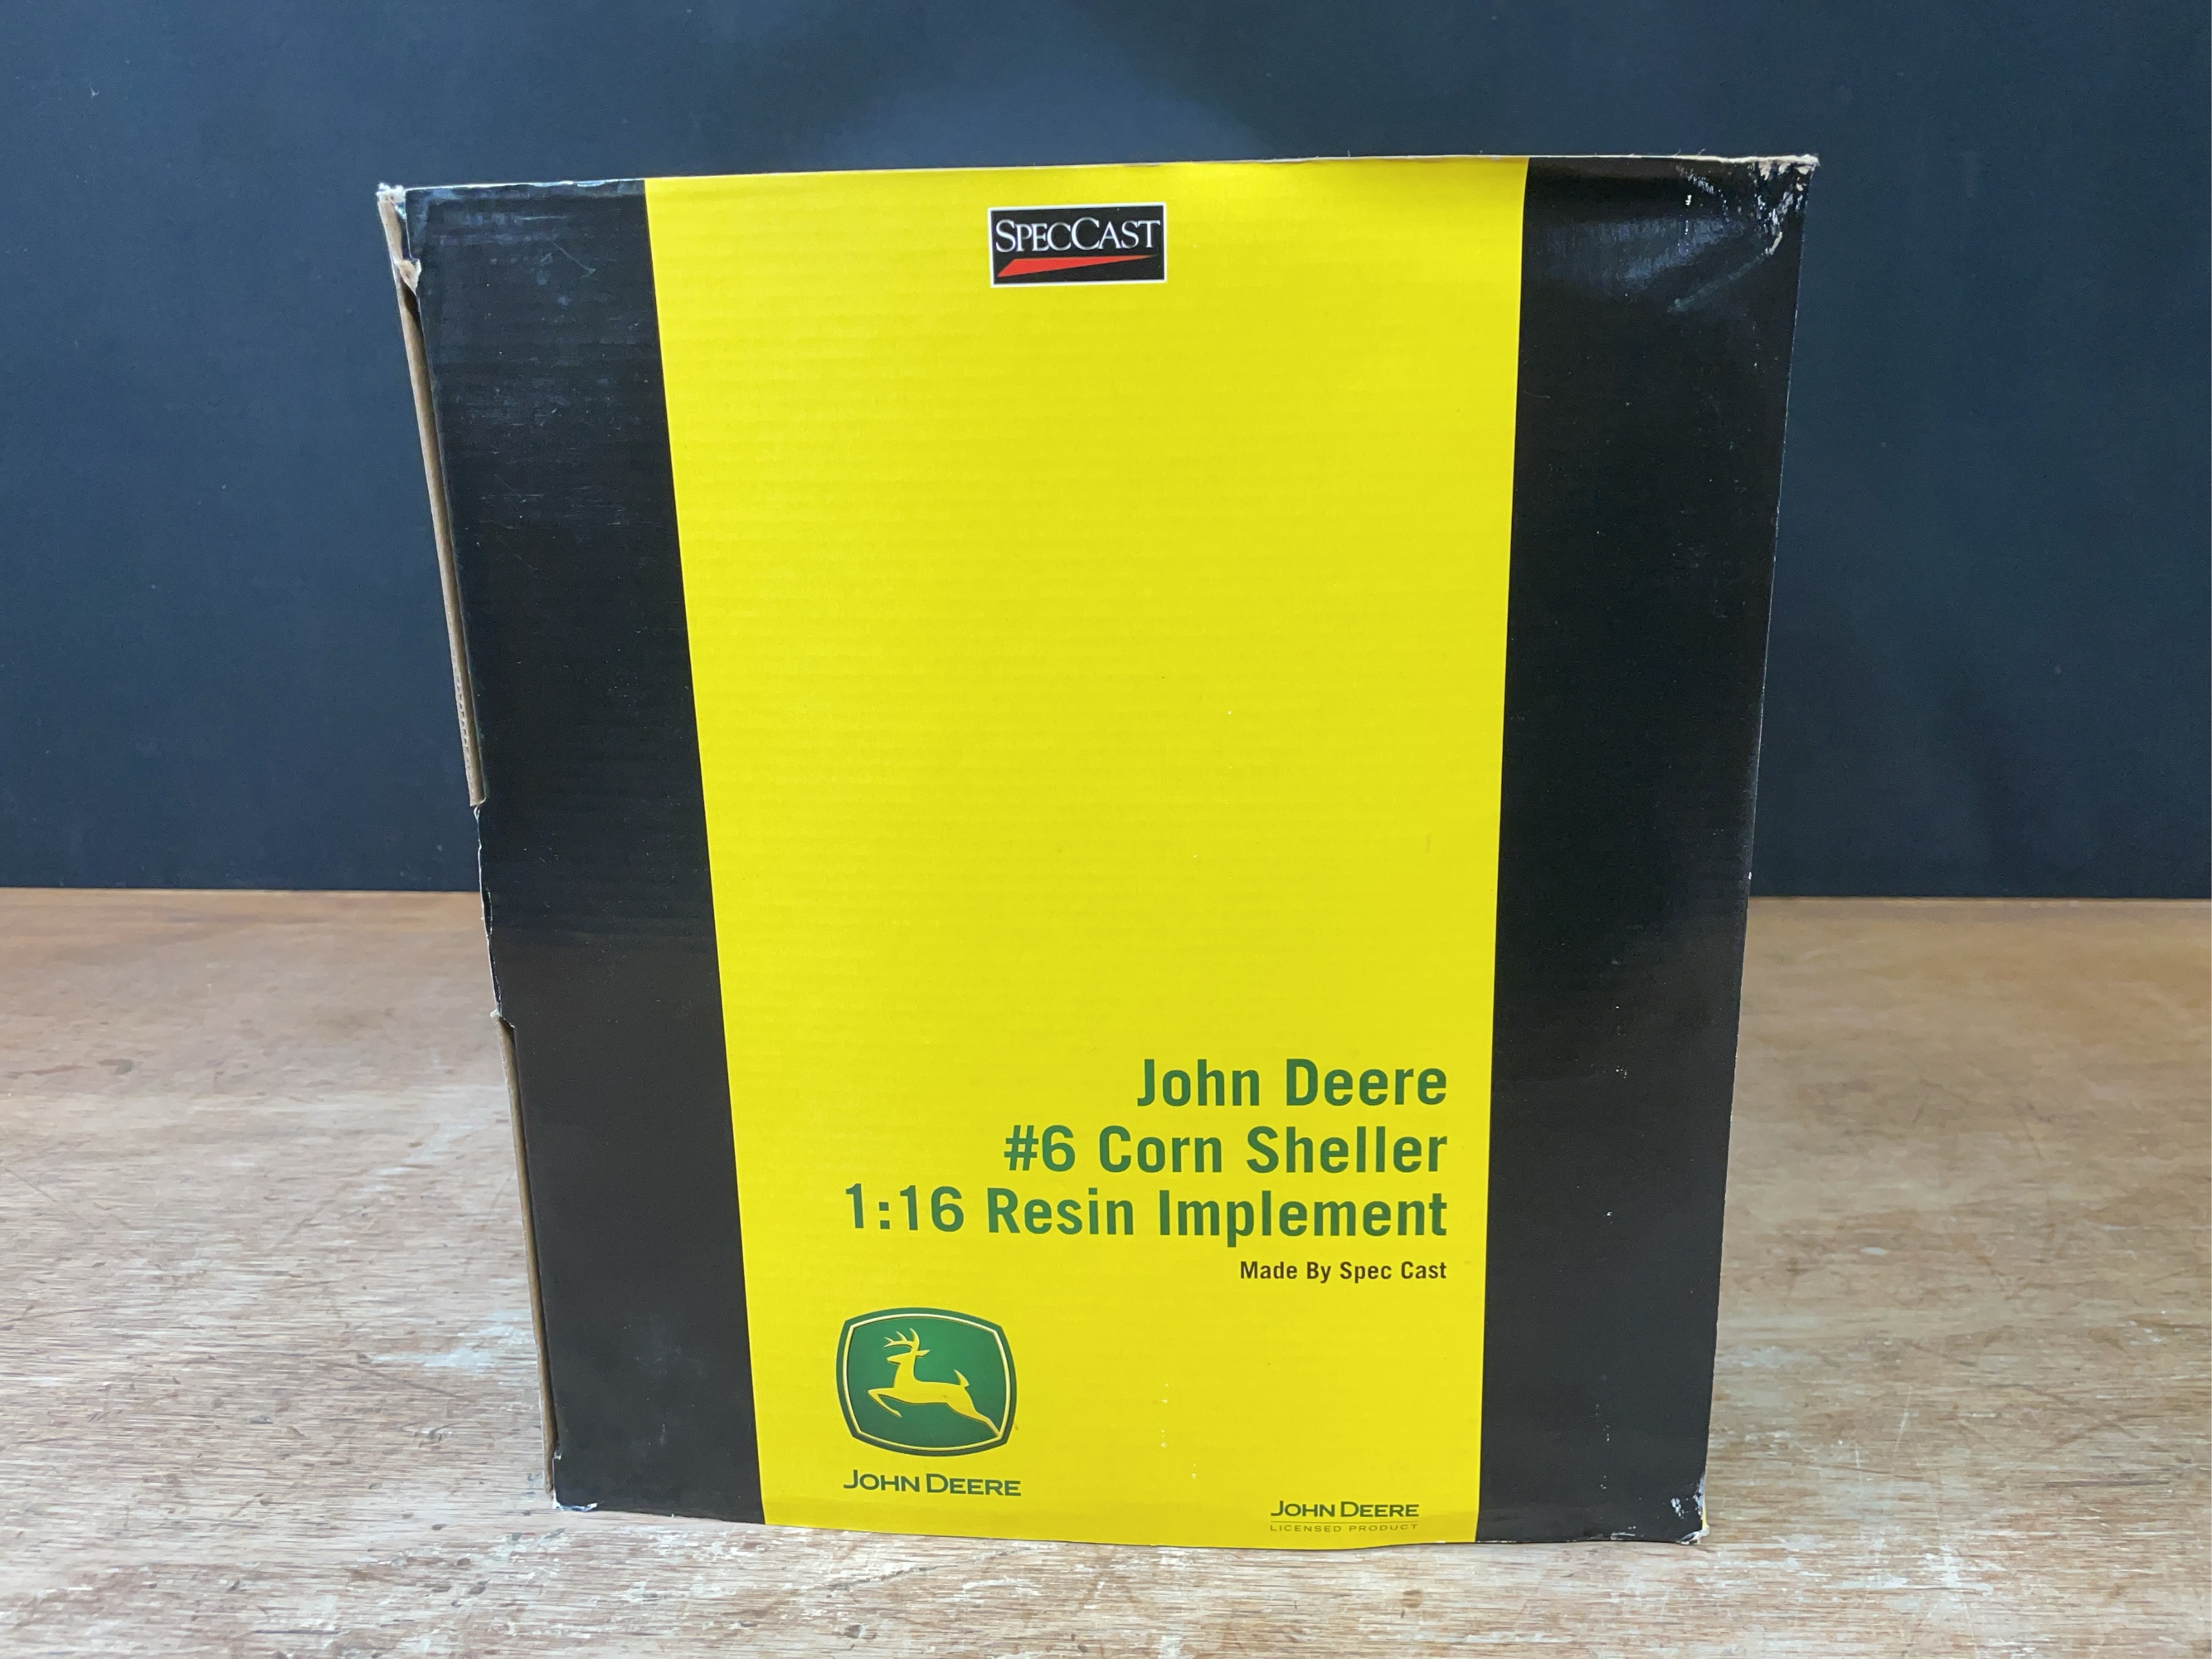 SPECCAST
John Deere
#6 Corn Sheller
1:16 Resin Implement
Made By Spec Cast
JOHN DEERE
JOHN DEERE
LICENSED PRODUCT